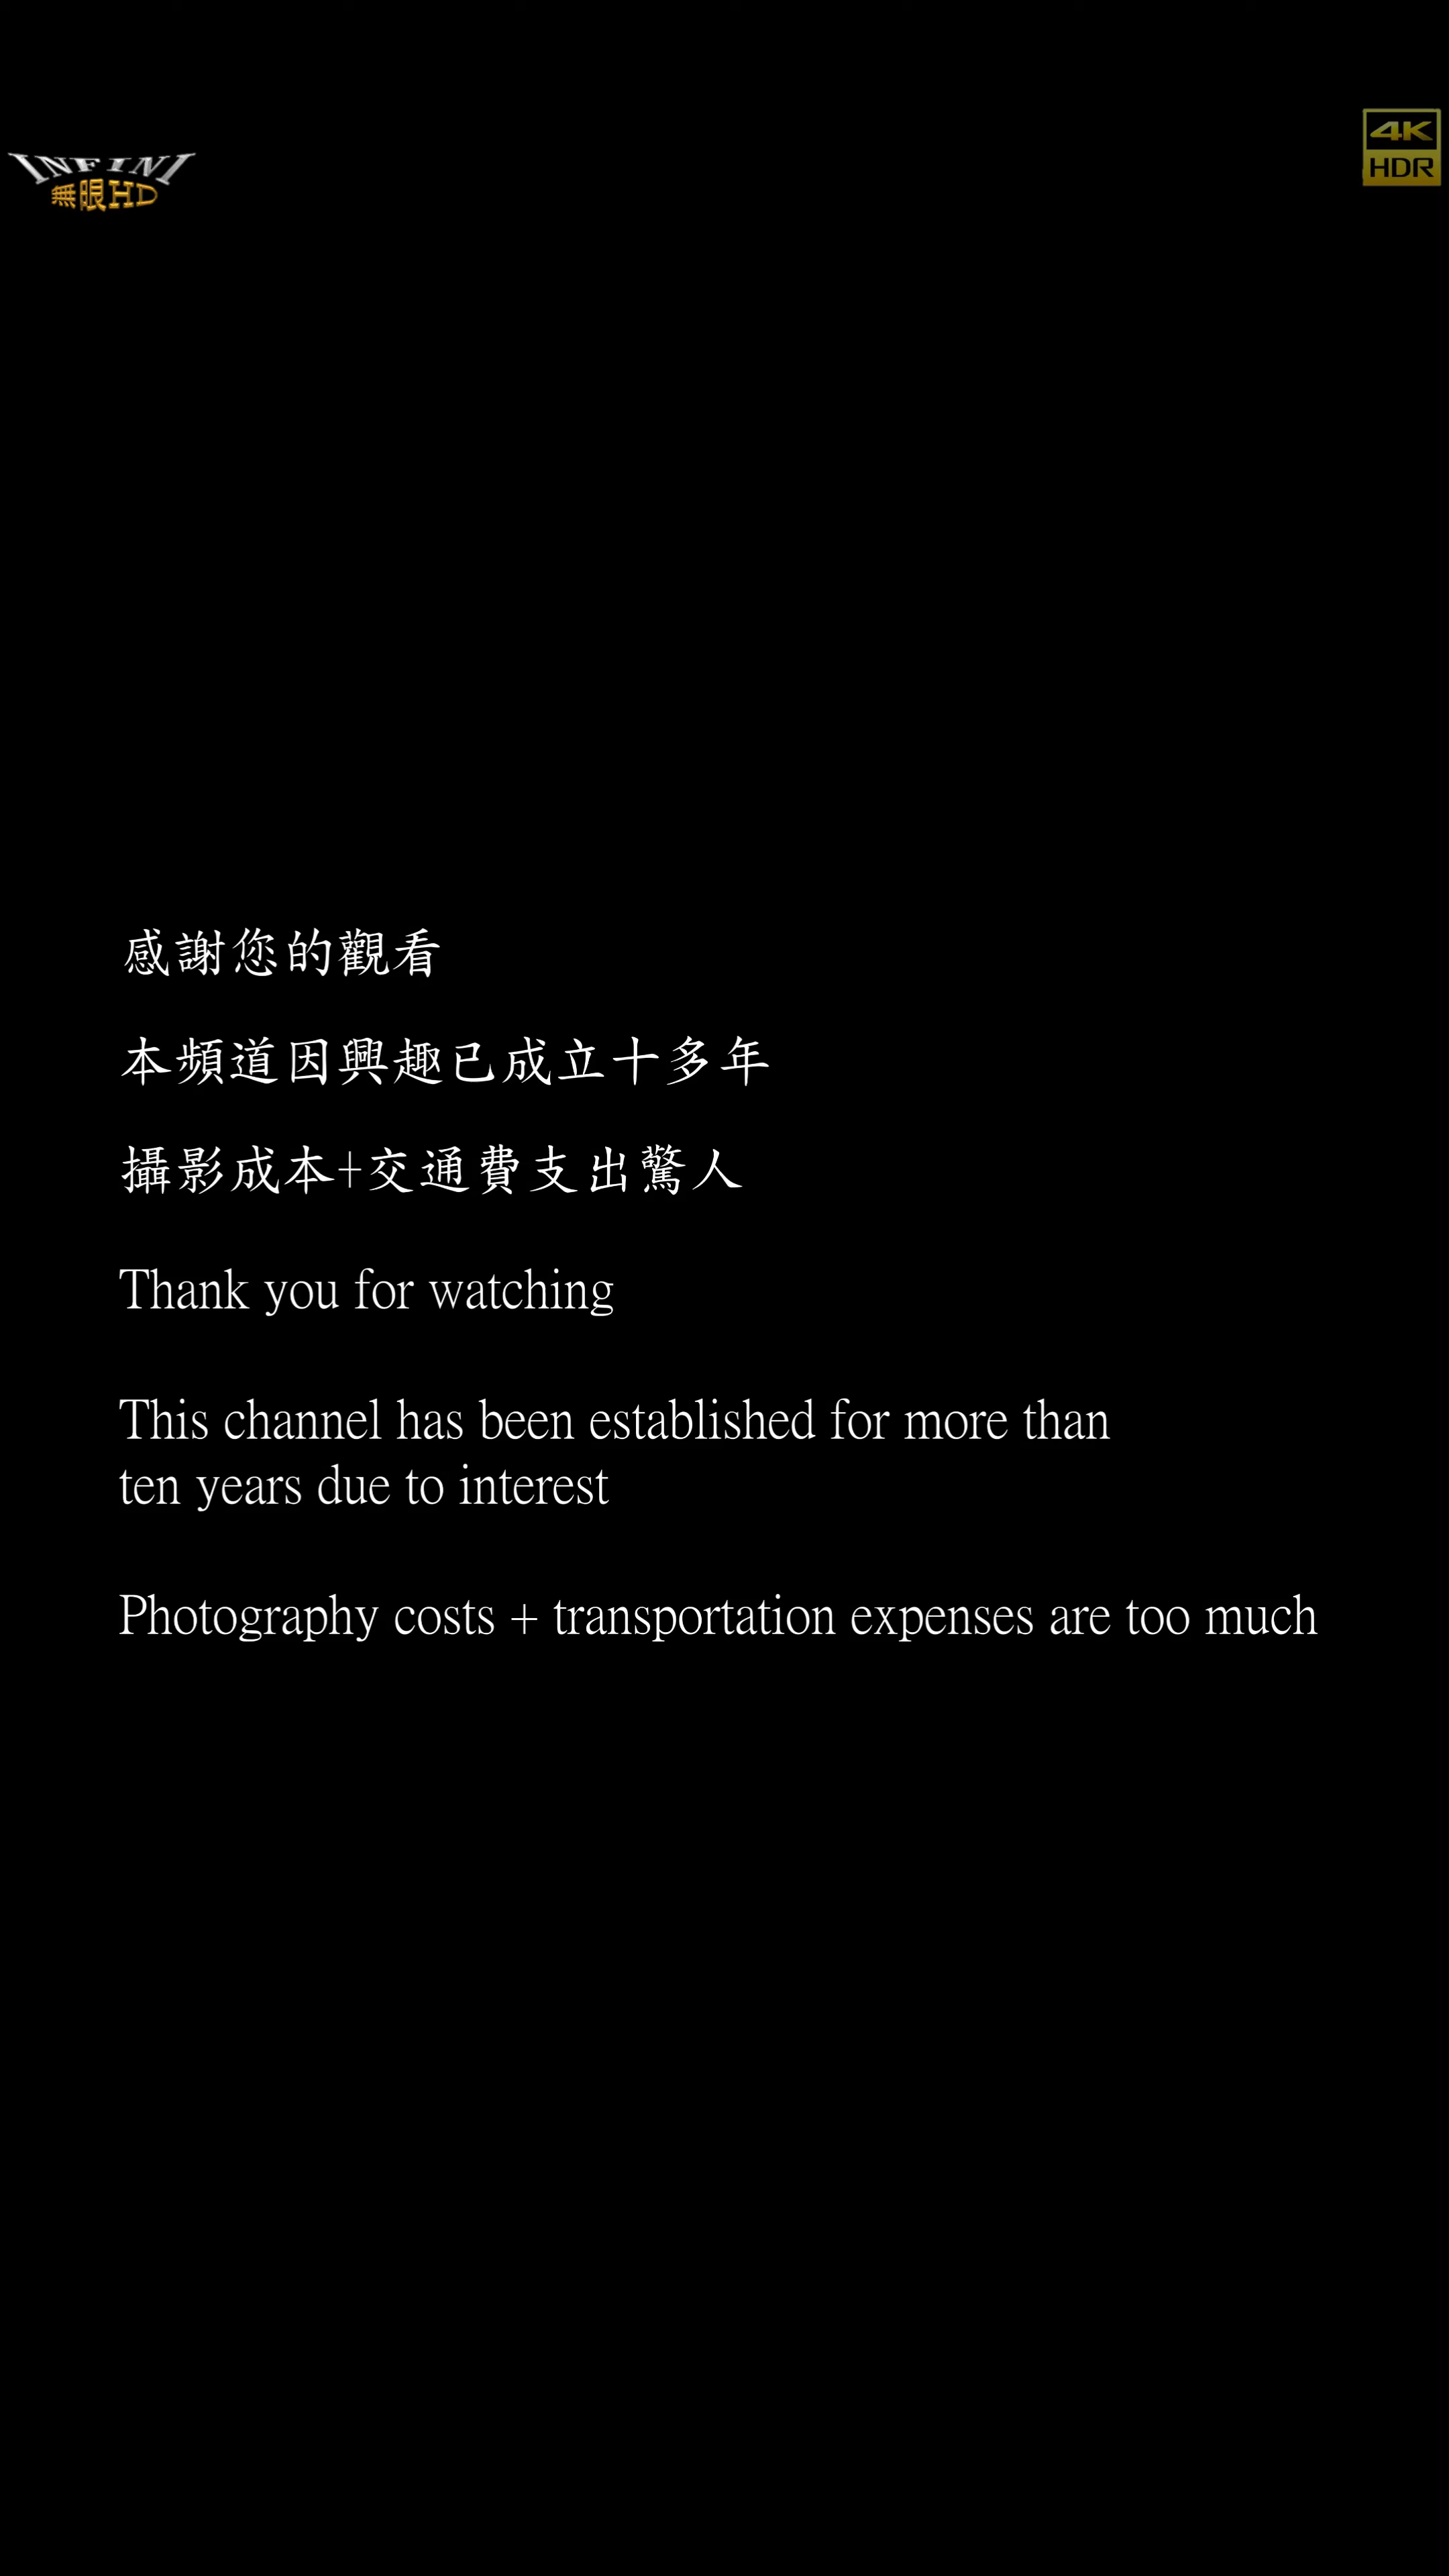 INFINI
無限HD
4K
HDR
感謝您的觀看
本頻道因興趣已成立十多年
攝影成本+交通費支出驚人
Thank you for watching
This channel has been established for more than
ten years due to interest
Photography costs + transportation expenses are too much